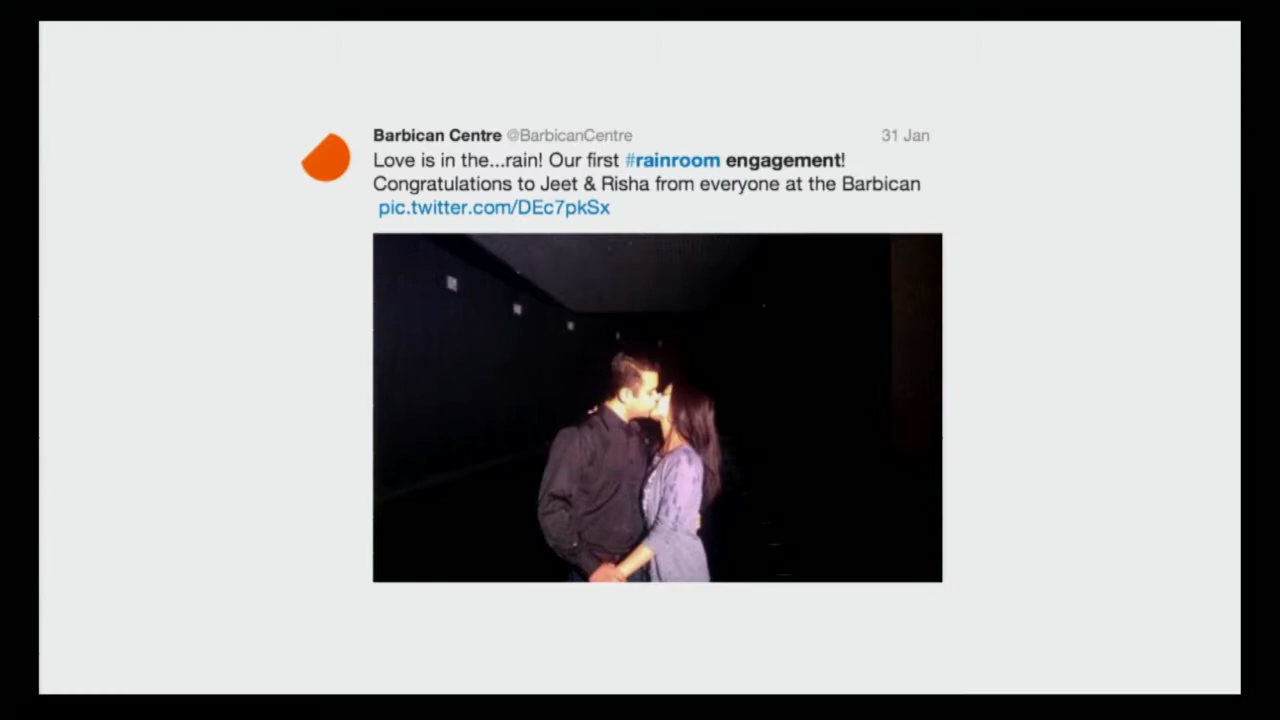 Barbican Centre @BarbicanCentre 31 Jan
Love is in the...rain! Our first #rainroom engagement!
Congratulations to Jeet & Risha from everyone at the Barbican
pic.twitter.com/DEc7pkSx